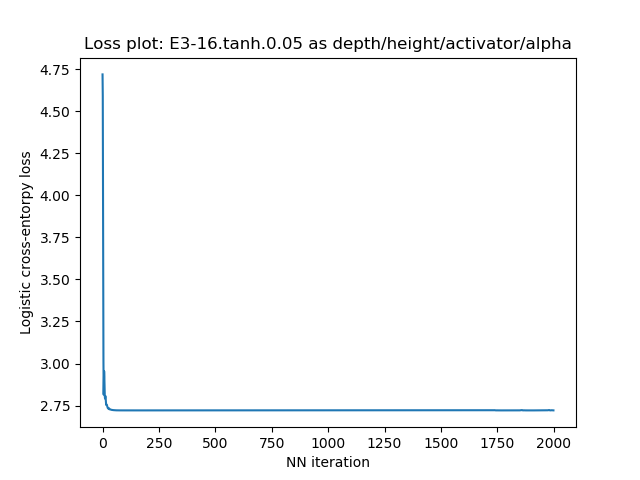 Loss plot: E3-16.tanh.0.05 as depth/height/activator/alpha
4.75
4.50
4.25
4.00
3.75
3.50
3.25
3.00
2.75
Logistic cross-entorpy loss
0 250 500 750 1000 1250 1500 1750 2000
NN iteration